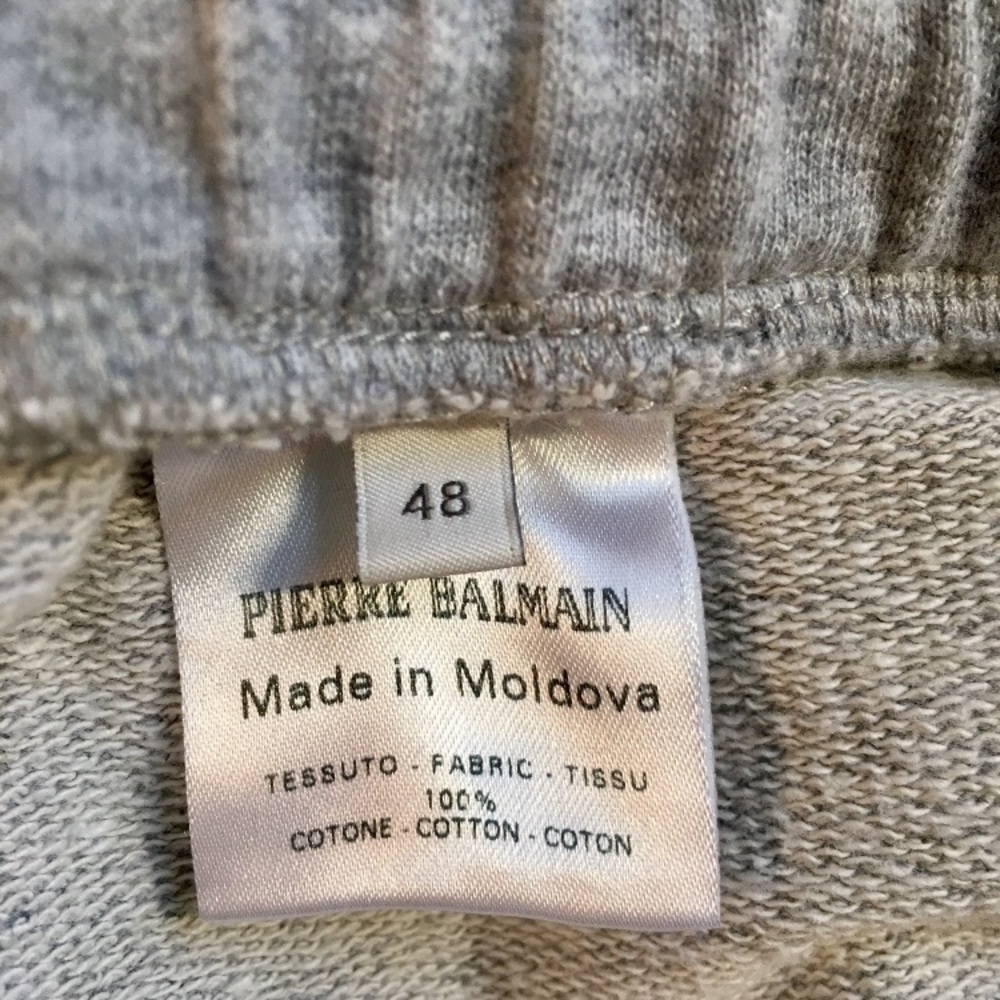 48
PIERRE BALMAIN
Made in Moldova
TESSUTO - FABRIC - TISSU
100%
COTONE - COTTON - COTON